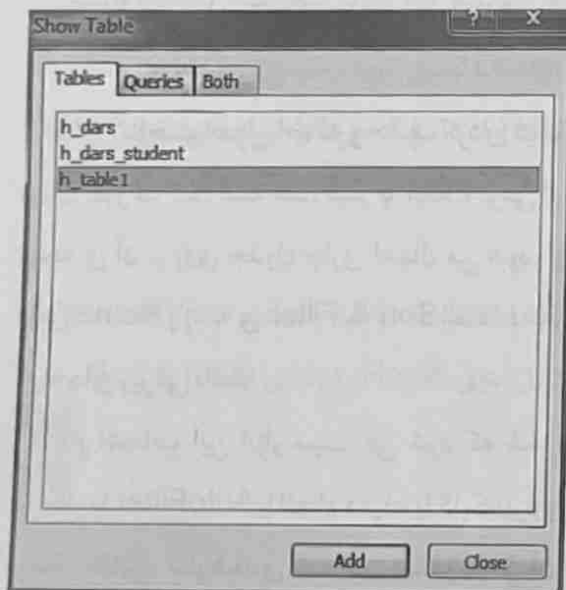 Show Table
? X
Tables Queries Both
h_dars
h_dars_student
h_table1
Add Close